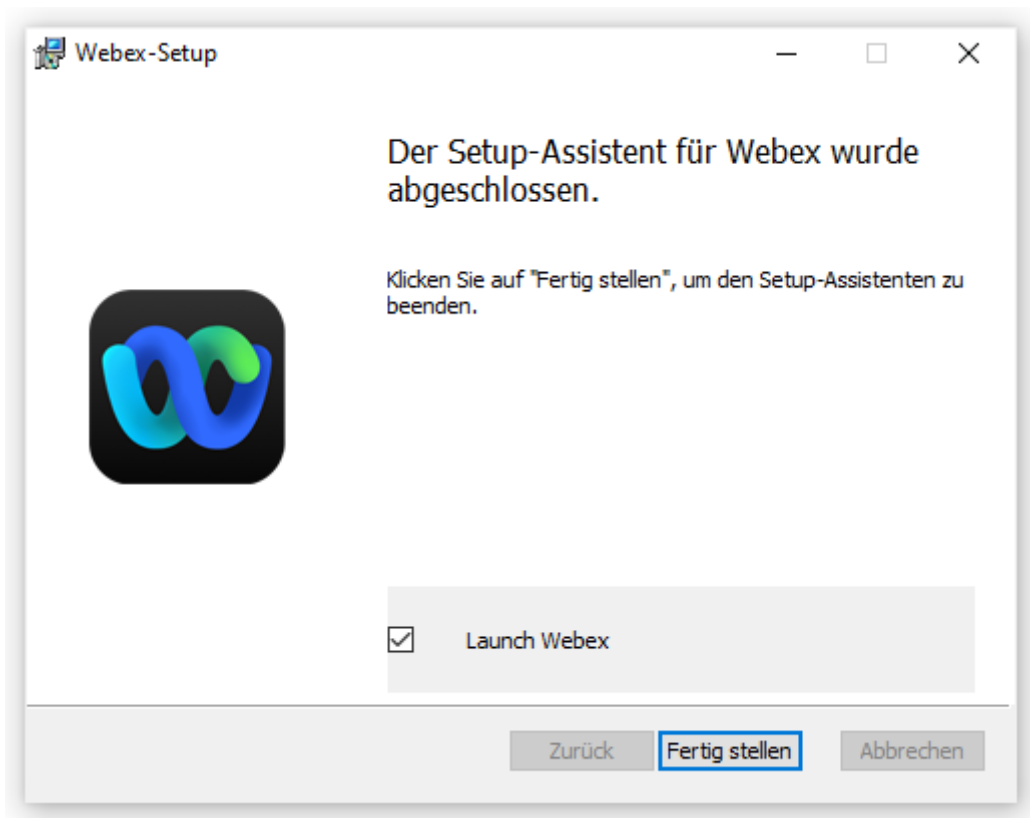 Webex-Setup
Der Setup-Assistent für Webex wurde
abgeschlossen.
Klicken Sie auf "Fertig stellen", um den Setup-Assistenten zu
beenden.
Launch Webex
Zurück
Fertig stellen
Abbrechen